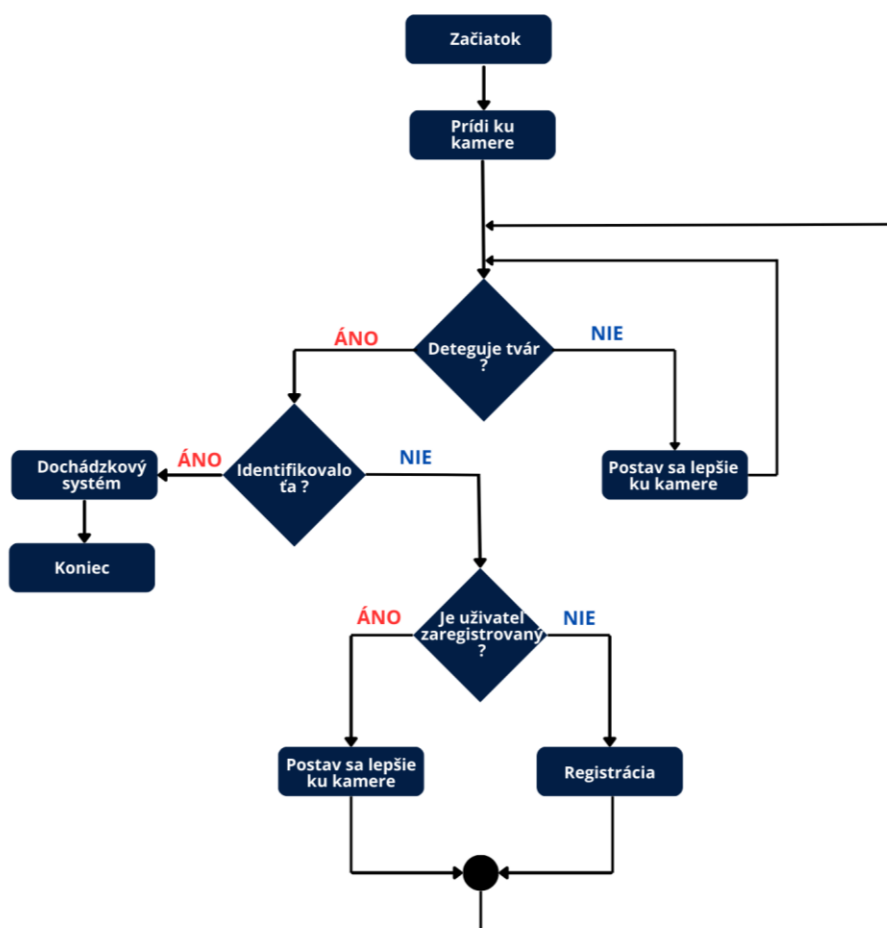 Začiatok
Prídi ku
kamere
Deteguje tvár
?
ÁNO
NIE
Identifikovalo
ťa ?
ÁNO
NIE
Dochádzkový
systém
Postav sa lepšie
ku kamere
Koniec
Je uživatel
zaregistrovaný
?
ÁNO
NIE
Postav sa lepšie
ku kamere
Registrácia